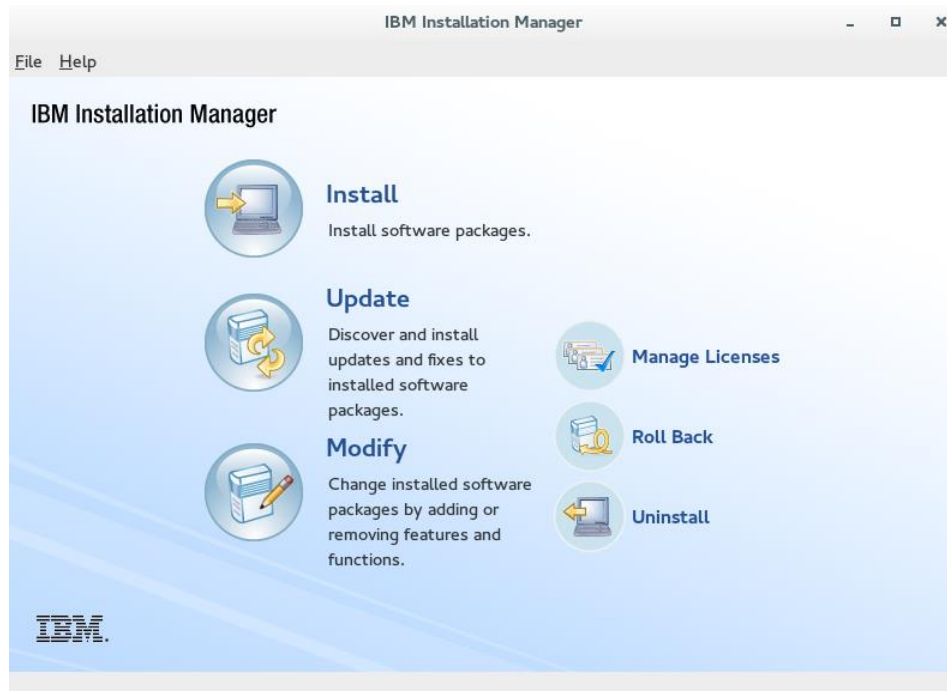 IBM Installation Manager
File Help
IBM Installation Manager
Install
Install software packages.
Update
Discover and install
updates and fixes to
installed software
packages.
Modify
Change installed software
packages by adding or
removing features and
functions.
Manage Licenses
Roll Back
Uninstall
IBM.